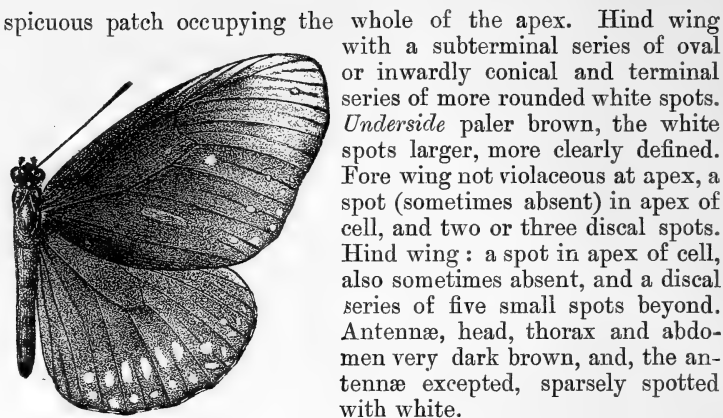 spicuous patch occupying the whole of the apex. Hind wing
with a subterminal series of oval
or inwardly conical and terminal
series of more rounded white spots.
Underside paler brown, the white
spots larger, more clearly defined.
Fore wing not violaceous at apex, a
spot (sometimes absent) in apex of
cell, and two or three discal spots.
Hind wing : a spot in apex of cell,
also sometimes absent, and a discal
series of five small spots beyond.
Antennæ, head, thorax and abdo-
men very dark brown, and, the an-
tennæ excepted, sparsely spotted
with white.